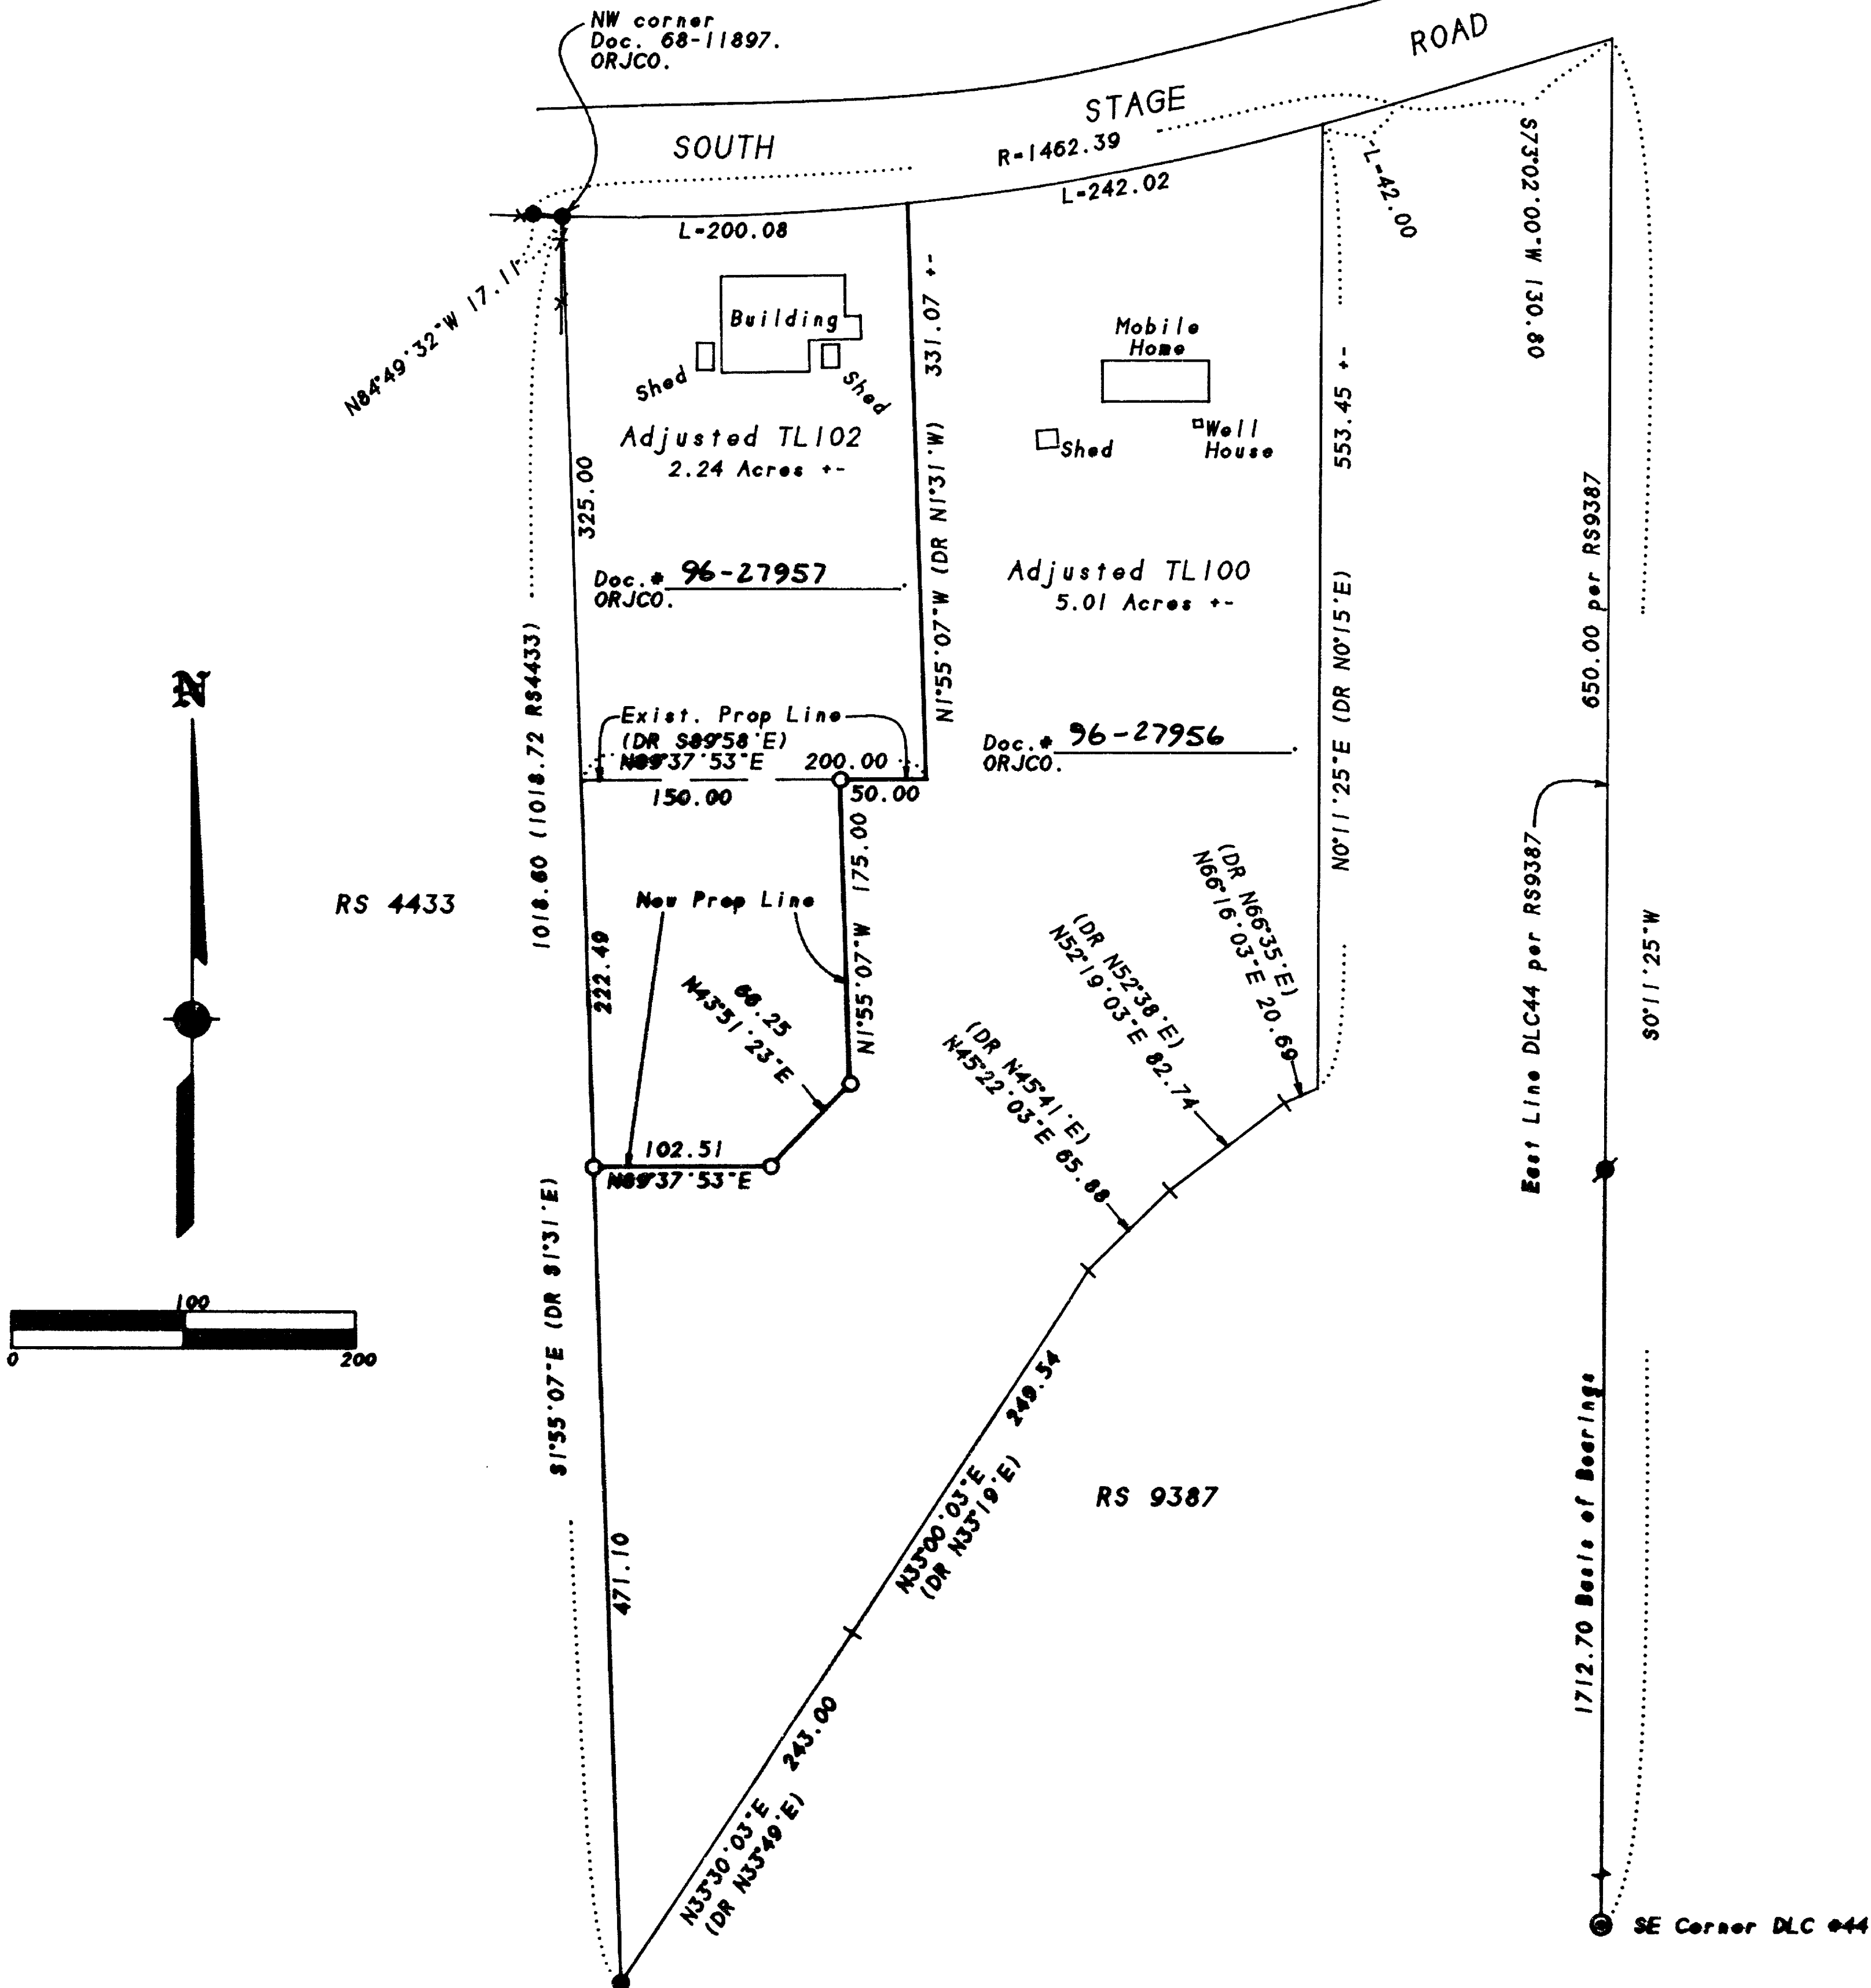 NW corner
Doc. 68-11897.
ORJCO.
ROAD
STAGE
SOUTH
R=1462.39
L=242.02
L=42.00
L=200.08
S73°02'00"W 130.80
N84°49'32"W 17.11
Building
Shed
Shed
Adjusted TL102
2.24 Acres +-
325.00
Doc.# 96-27957.
ORJCO.
331.07 +-
N1°55'07"W (DR N1°31'W)
Mobile
Home
Shed
Well
House
Adjusted TL100
5.01 Acres +-
Doc.# 96-27956.
ORJCO.
553.45 +-
N0°11'25"E (DR N0°15'E)
650.00 per RS9387
East Line DLC44 per RS9387
S0°11'25"W
1018.60 (1018.72 RS4433)
Exist. Prop Line
(DR S89°58'E)
N89°37'53"E
200.00
150.00
50.00
N
RS 4433
New Prop Line
222.49
N1°55'07"W 175.00
66.25
N43°51'23"E
102.51
N89°37'53"E
(DR N66°35'E)
N66°16'03"E 20.69
(DR N52°38'E)
N52°19'03"E 82.74
(DR N45°41'E)
N45°22'03"E 65.88
100
0
200
S1°55'07"E (DR S1°31'E)
471.10
249.54
N33°00'03"E
(DR N33°19'E)
RS 9387
243.00
N33°30'03"E
(DR N33°49'E)
1712.70 Basis of Bearings
SE Corner DLC #44